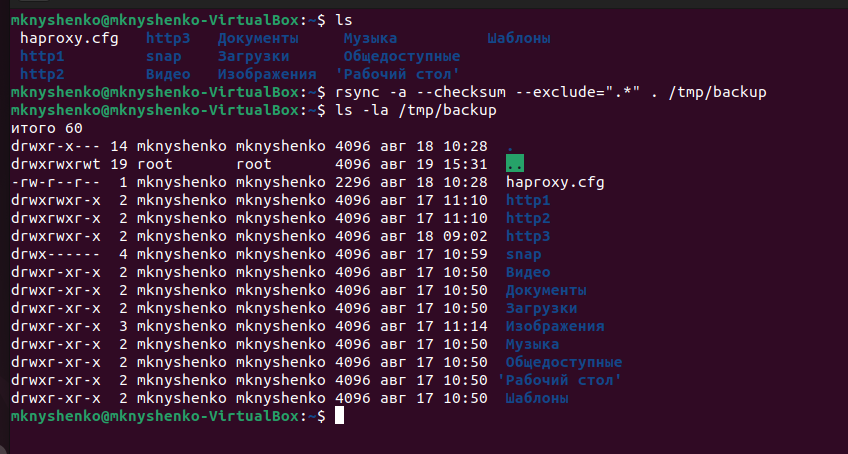 mknyshenko@mknyshenko-VirtualBox:~$ ls
haproxy.cfg   http3   Документы     Музыка          Шаблоны
http1         snap    Загрузки      Общедоступные
http2         Видео   Изображения  'Рабочий стол'
mknyshenko@mknyshenko-VirtualBox:~$ rsync -a --checksum --exclude=".*" . /tmp/backup
mknyshenko@mknyshenko-VirtualBox:~$ ls -la /tmp/backup
итого 60
drwxr-x--- 14 mknyshenko mknyshenko 4096 авг 18 10:28  .
drwxrwxrwt 19 root       root       4096 авг 19 15:31  ..
-rw-r--r--  1 mknyshenko mknyshenko 2296 авг 18 10:28  haproxy.cfg
drwxrwxr-x  2 mknyshenko mknyshenko 4096 авг 17 11:10  http1
drwxrwxr-x  2 mknyshenko mknyshenko 4096 авг 17 11:10  http2
drwxrwxr-x  2 mknyshenko mknyshenko 4096 авг 18 09:02  http3
drwx------  4 mknyshenko mknyshenko 4096 авг 17 10:59  snap
drwxr-xr-x  2 mknyshenko mknyshenko 4096 авг 17 10:50  Видео
drwxr-xr-x  2 mknyshenko mknyshenko 4096 авг 17 10:50  Документы
drwxr-xr-x  2 mknyshenko mknyshenko 4096 авг 17 10:50  Загрузки
drwxr-xr-x  3 mknyshenko mknyshenko 4096 авг 17 11:14  Изображения
drwxr-xr-x  2 mknyshenko mknyshenko 4096 авг 17 10:50  Музыка
drwxr-xr-x  2 mknyshenko mknyshenko 4096 авг 17 10:50  Общедоступные
drwxr-xr-x  2 mknyshenko mknyshenko 4096 авг 17 10:50 'Рабочий стол'
drwxr-xr-x  2 mknyshenko mknyshenko 4096 авг 17 10:50  Шаблоны
mknyshenko@mknyshenko-VirtualBox:~$